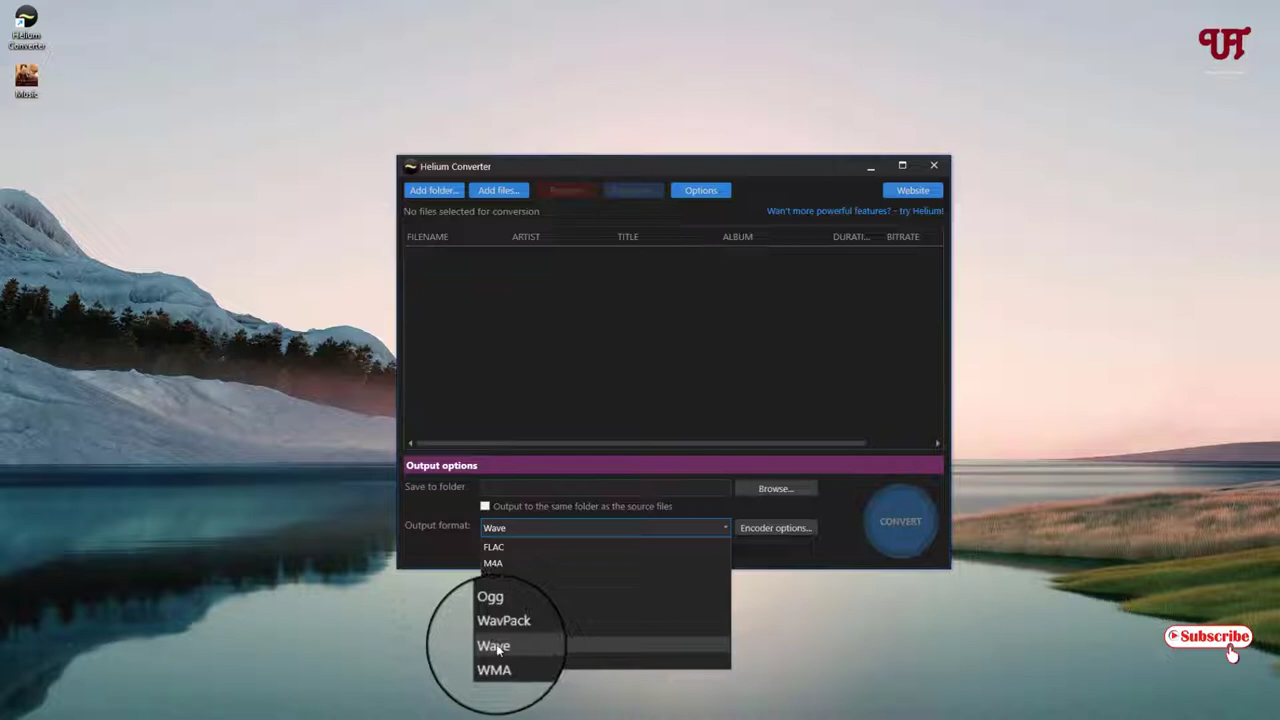 Helium
Converter
Music
Helium Converter
Add folder...
Add files...
Options
Website
No files selected for conversion
Wan't more powerful features? - try Helium!
FILENAME
ARTIST
TITLE
ALBUM
DURATI...
BITRATE
Output options
Save to folder
Browse...
Output to the same folder as the source files
Output format:
Wave
Encoder options...
CONVERT
FLAC
M4A
Ogg
WavPack
Wave
WMA
Subscribe